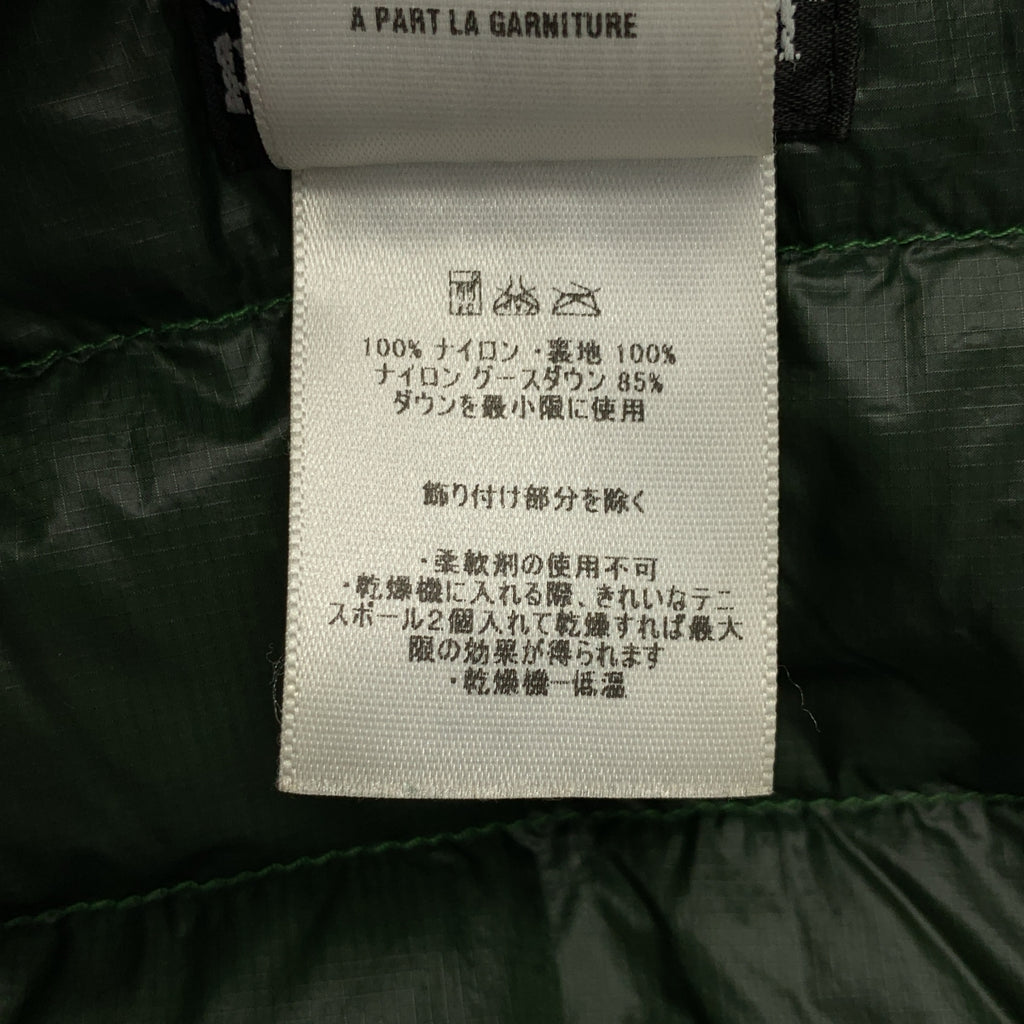 A PART LA GARNITURE
100% ナイロン・裏地 100%
ナイロン グースダウン 85%
ダウンを最小限に使用
飾り付け部分を除く
・柔軟剤の使用不可
・乾燥機に入れる際、きれいなテニ
スボール2個入れて乾燥すれば最大
限の効果が得られます
・乾燥機ー低温